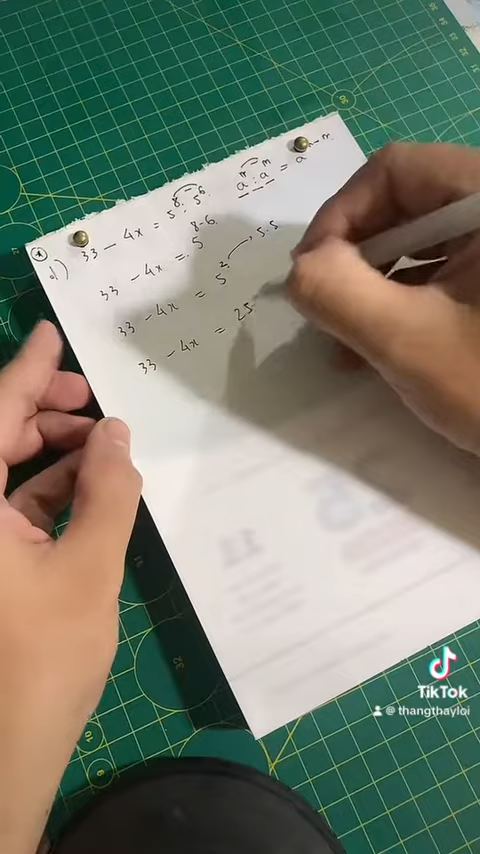 d) 33 - 4x = 5⁸ : 5⁶
aᵐ : aⁿ = aᵐ⁻ⁿ
33 - 4x = 5⁸⁻⁶
33 - 4x = 5² → 5.5
33 - 4x = 25
TikTok
@thangthayloi